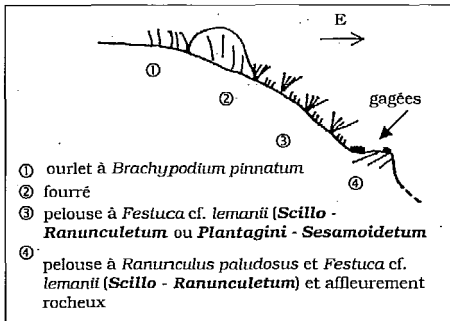 E
gagées
①
②
③
④
① ourlet à Brachypodium pinnatum
② fourré
③ pelouse à Festuca cf. lemanii (Scillo -
Ranunculetum ou Plantagini - Sesamoidetum
④ pelouse à Ranunculus paludosus et Festuca cf.
lemanii (Scillo - Ranunculetum) et affleurement
rocheux